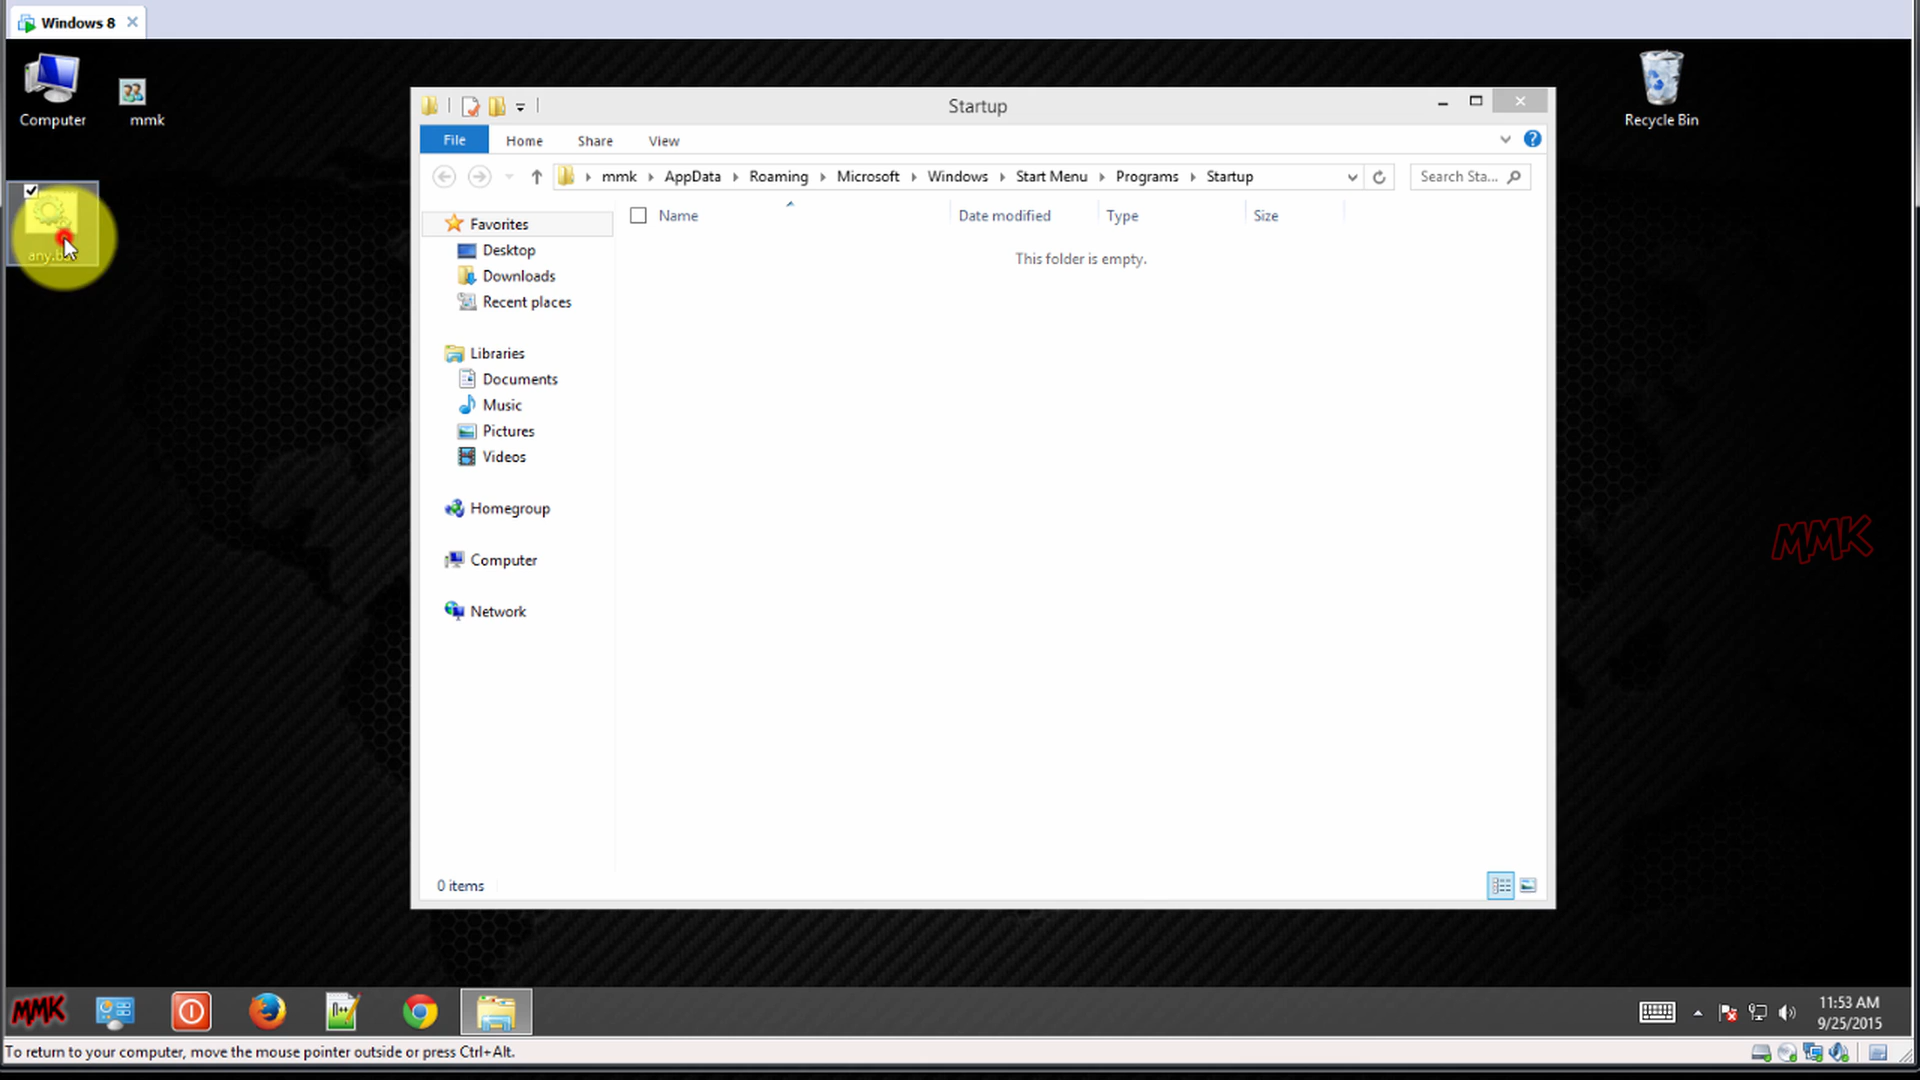 Windows 8
Computer
mmk
Recycle Bin
Startup
File Home Share View
mmk AppData Roaming Microsoft Windows Start Menu Programs Startup
Search Sta...
Name Date modified Type Size
This folder is empty.
Favorites
Desktop
Downloads
Recent places
Libraries
Documents
Music
Pictures
Videos
Homegroup
Computer
Network
0 items
MMK
MMK
11:53 AM
9/25/2015
To return to your computer, move the mouse pointer outside or press Ctrl+Alt.